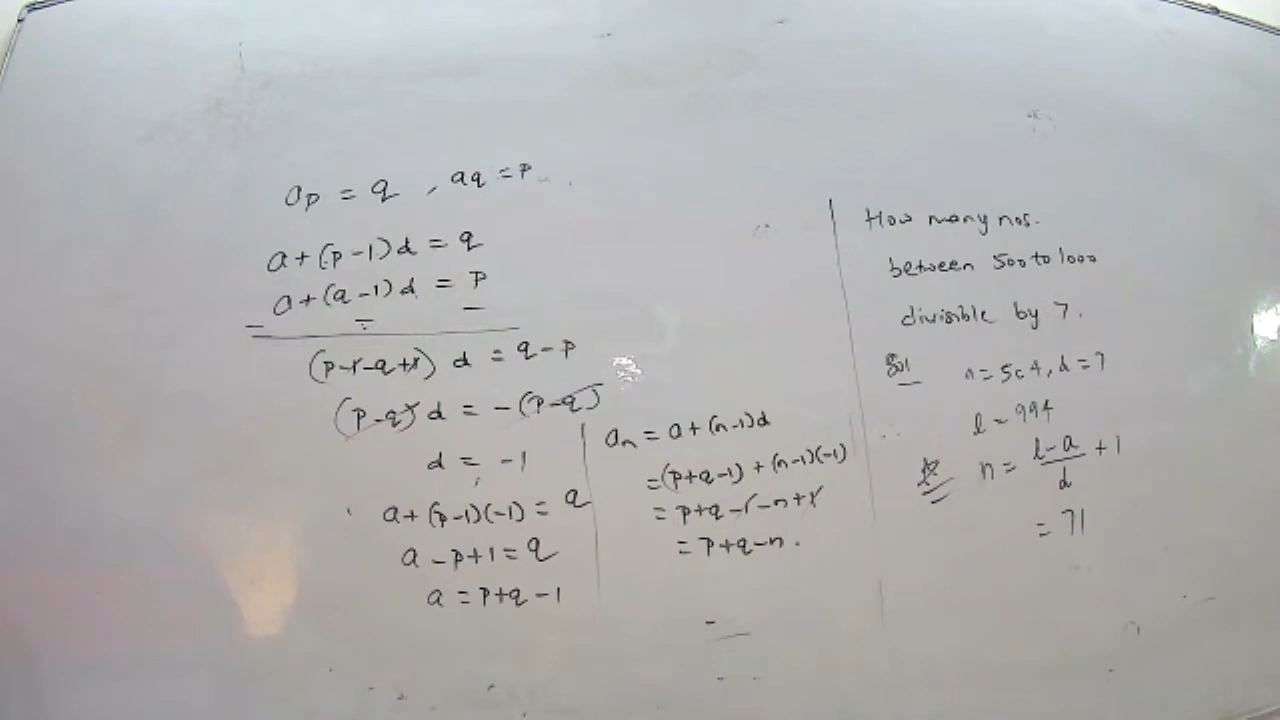 ap = q , aq = p
a+(p-1)d = q
a+(q-1)d = p
(p-1-q+1) d = q-p
(p-q)d = -(p-q)
d = -1
a+(p-1)(-1) = q
a-p+1 = q
a = p+q-1
an = a+(n-1)d
=(p+q-1)+(n-1)(-1)
= p+q-1-n+1
= p+q-n.
How many nos.
between 500 to 1000
divisible by 7.
Sol
a=504, d=7
l=994
n = (l-a)/d + 1
= 71